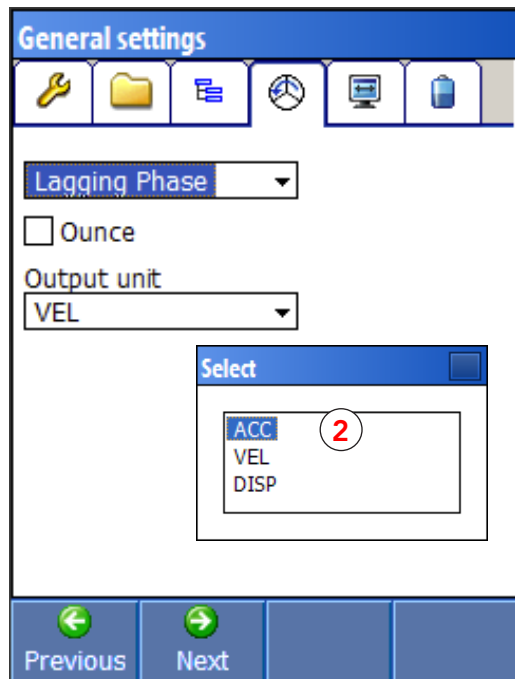 General settings
Lagging Phase
Ounce
Output unit
VEL
Select
ACC
2
VEL
DISP
Previous
Next